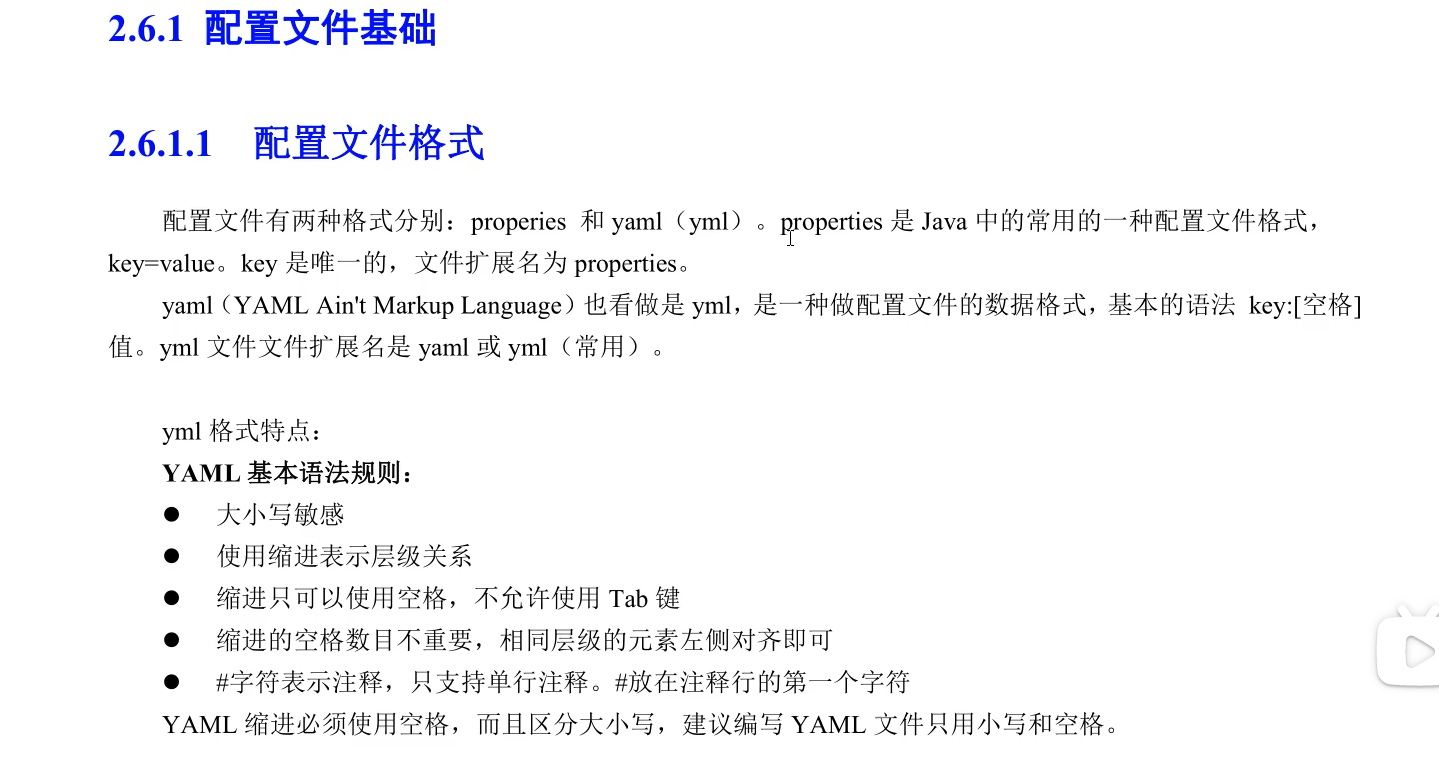 2.6.1 配置文件基础
2.6.1.1 配置文件格式
配置文件有两种格式分别：properies 和 yaml（yml）。properties 是 Java 中的常用的一种配置文件格式，
key=value。key 是唯一的，文件扩展名为 properties。
yaml（YAML Ain't Markup Language）也看做是 yml，是一种做配置文件的数据格式，基本的语法 key:[空格]
值。yml 文件文件扩展名是 yaml 或 yml（常用）。
yml 格式特点：
YAML 基本语法规则：
● 大小写敏感
● 使用缩进表示层级关系
● 缩进只可以使用空格，不允许使用 Tab 键
● 缩进的空格数目不重要，相同层级的元素左侧对齐即可
● #字符表示注释，只支持单行注释。#放在注释行的第一个字符
YAML 缩进必须使用空格，而且区分大小写，建议编写 YAML 文件只用小写和空格。